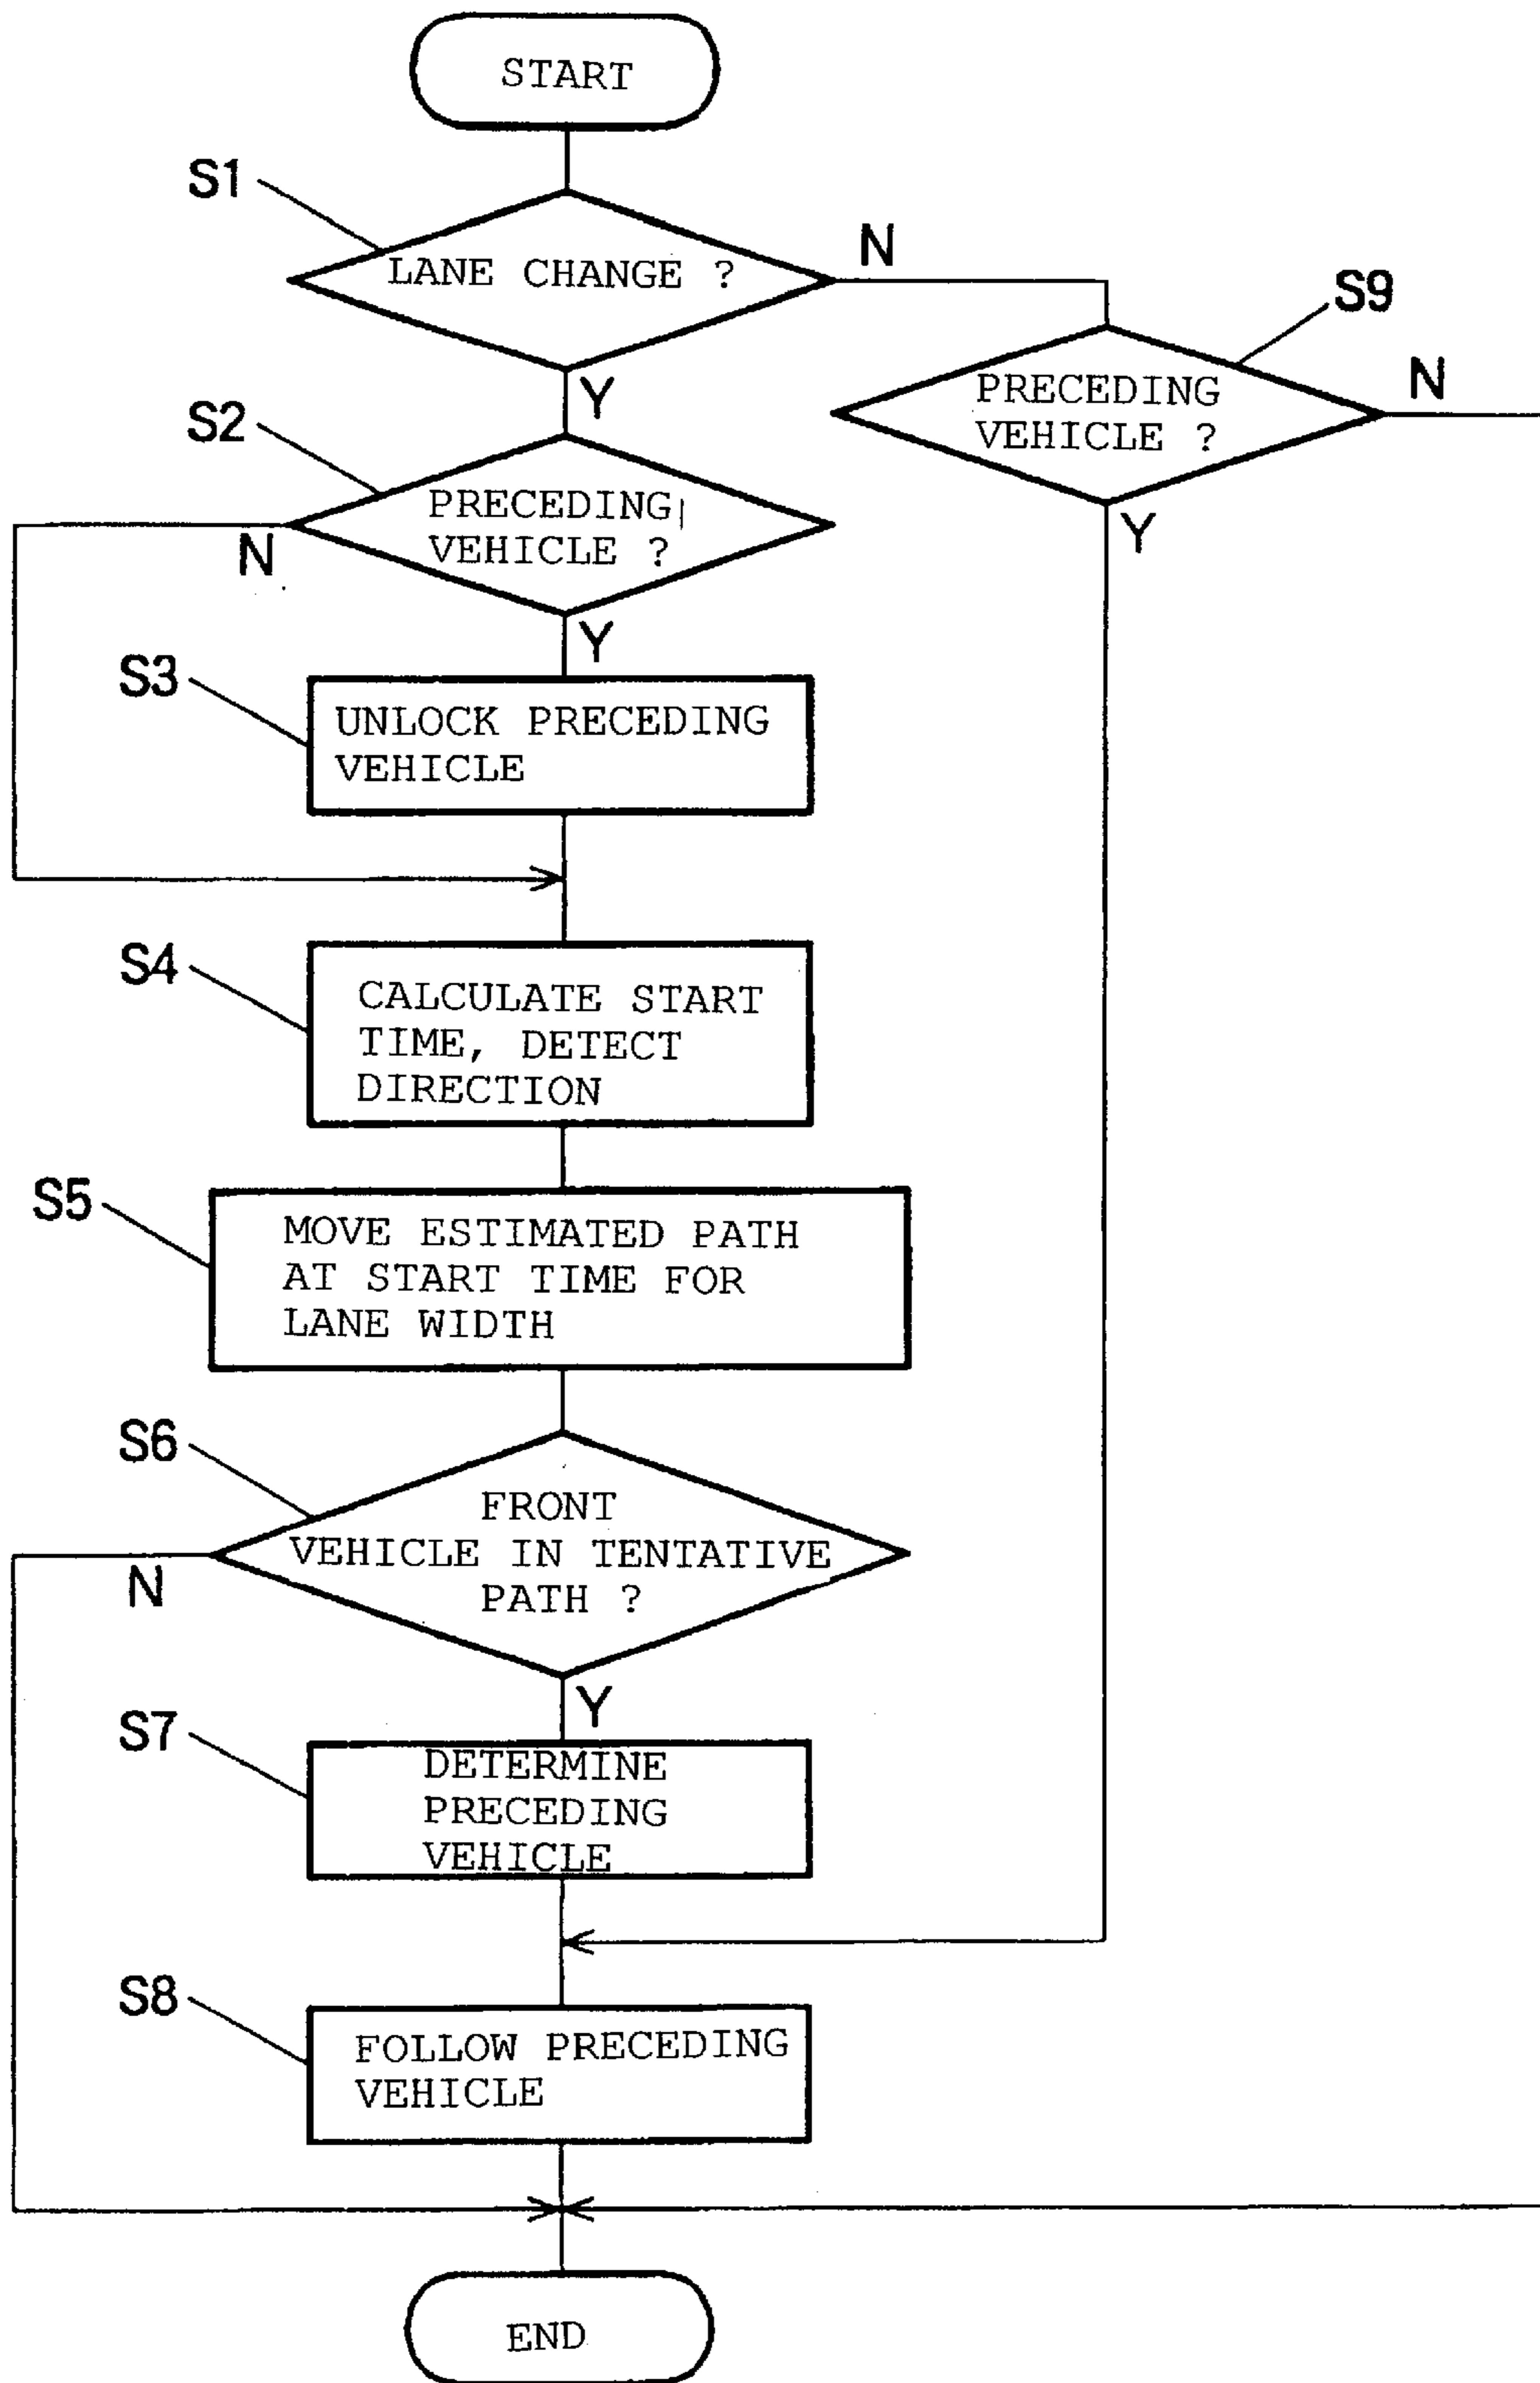 START
S1
LANE CHANGE ?
N
S9
Y
PRECEDING
VEHICLE ?
N
S2
PRECEDING
VEHICLE ?
N
Y
Y
S3
UNLOCK PRECEDING
VEHICLE
S4
CALCULATE START
TIME, DETECT
DIRECTION
S5
MOVE ESTIMATED PATH
AT START TIME FOR
LANE WIDTH
S6
FRONT
VEHICLE IN TENTATIVE
PATH ?
N
Y
S7
DETERMINE
PRECEDING
VEHICLE
S8
FOLLOW PRECEDING
VEHICLE
END